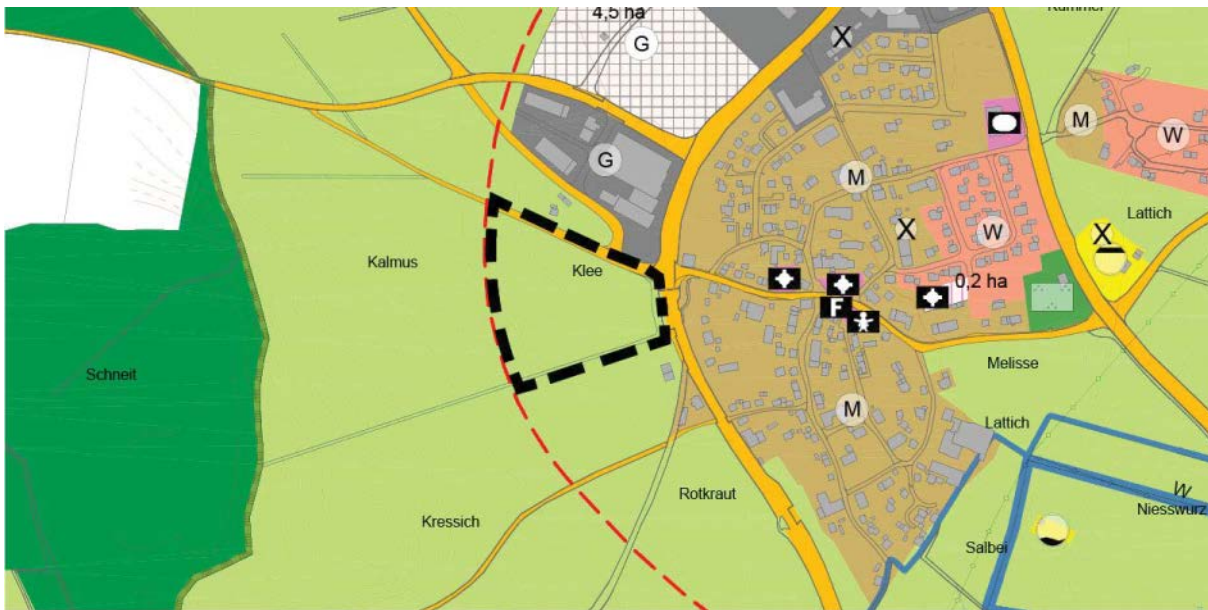 4,5 ha
Kümmel
G
X
M
W
G
M
Lattich
X
X
W
Kalmus
Klee
0,2 ha
F
Schneit
Melisse
M
Lattich
Rotkraut
W
Kressich
Niesswurz
Salbei